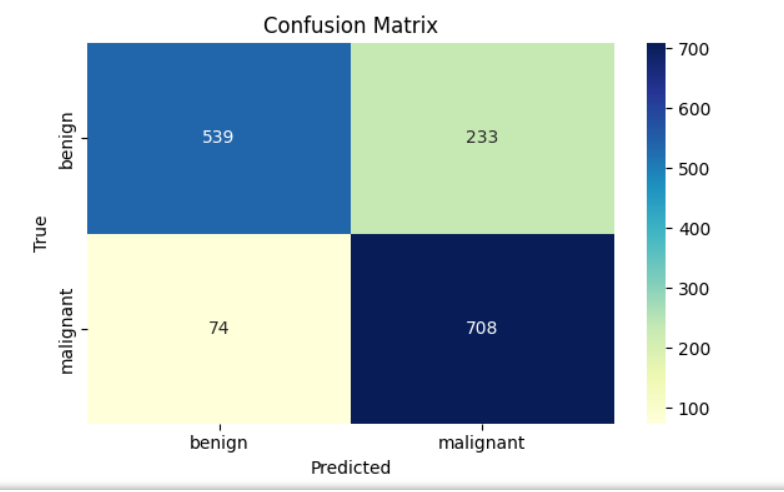 Confusion Matrix
True
benign
539
233
malignant
74
708
benign
malignant
Predicted
700
600
500
400
300
200
100